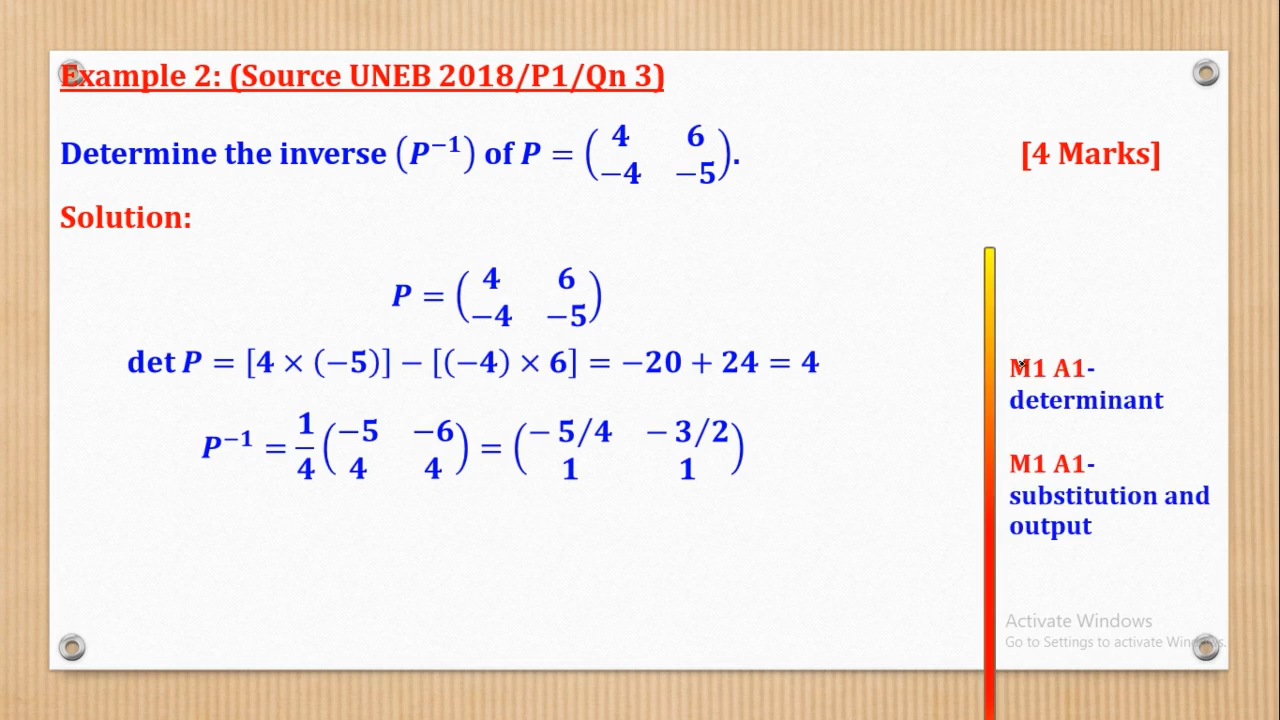 Example 2: (Source UNEB 2018/P1/Qn 3)
Determine the inverse (P⁻¹) of P = ( 4 6 ; −4 −5 ). [4 Marks]
Solution:
P = ( 4 6 ; −4 −5 )
det P = [4 × (−5)] − [(−4) × 6] = −20 + 24 = 4
M1 A1-
determinant
P⁻¹ = 1/4 ( −5 −6 ; 4 4 ) = ( − 5/4 − 3/2 ; 1 1 )
M1 A1-
substitution and
output
Activate Windows
Go to Settings to activate Windows.